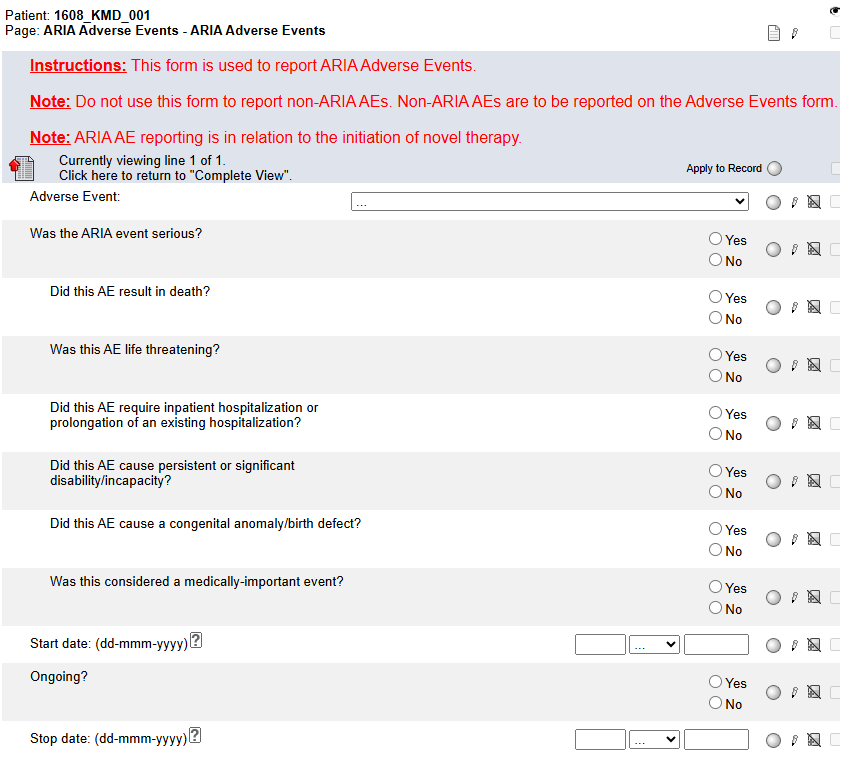 Patient: 1608_KMD_001
Page: ARIA Adverse Events - ARIA Adverse Events
Instructions: This form is used to report ARIA Adverse Events.
Note: Do not use this form to report non-ARIA AEs. Non-ARIA AEs are to be reported on the Adverse Events form.
Note: ARIA AE reporting is in relation to the initiation of novel therapy.
Currently viewing line 1 of 1.
Click here to return to "Complete View".
Apply to Record
Adverse Event:
...
Was the ARIA event serious?
Yes
No
Did this AE result in death?
Yes
No
Was this AE life threatening?
Yes
No
Did this AE require inpatient hospitalization or
prolongation of an existing hospitalization?
Yes
No
Did this AE cause persistent or significant
disability/incapacity?
Yes
No
Did this AE cause a congenital anomaly/birth defect?
Yes
No
Was this considered a medically-important event?
Yes
No
Start date: (dd-mmm-yyyy) ?
...
Ongoing?
Yes
No
Stop date: (dd-mmm-yyyy) ?
...